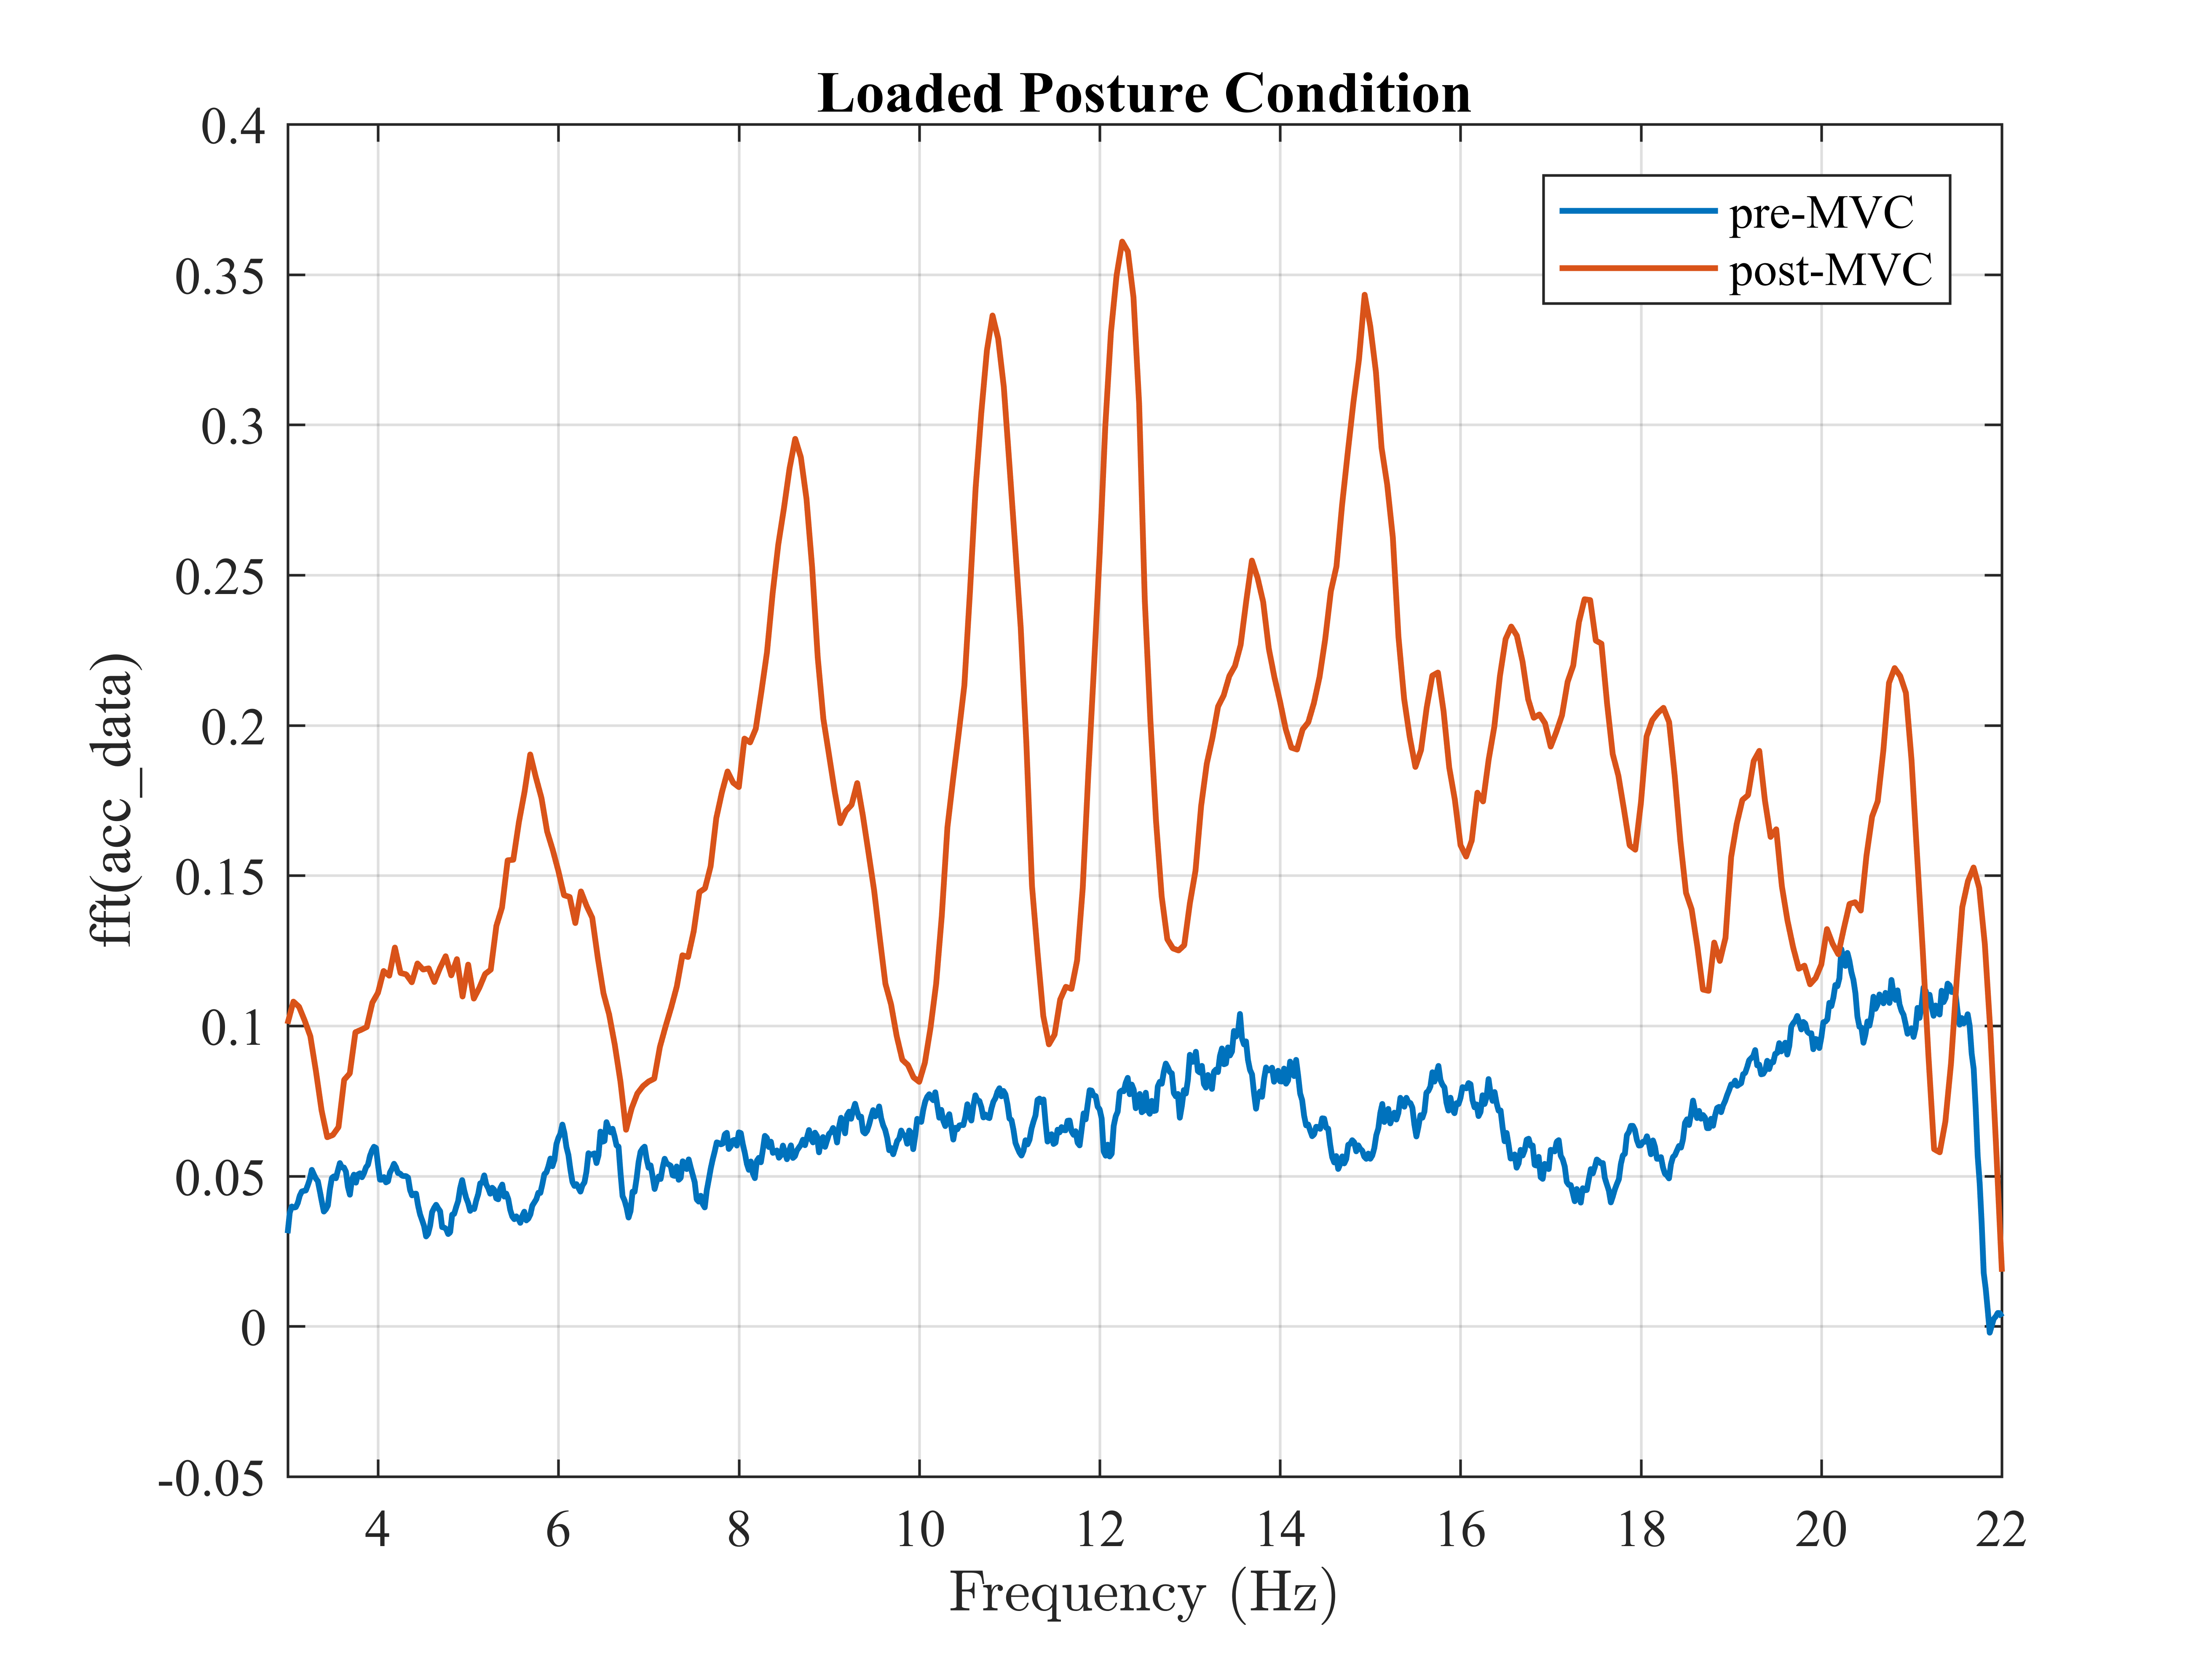 Loaded Posture Condition
0.4
0.35
0.3
0.25
0.2
0.15
0.1
0.05
0
-0.05
fft(acc_data)
pre-MVC
post-MVC
4 6 8 10 12 14 16 18 20 22
Frequency (Hz)